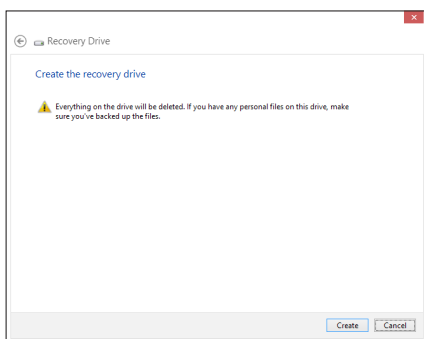 Recovery Drive
Create the recovery drive
Everything on the drive will be deleted. If you have any personal files on this drive, make
sure you've backed up the files.
Create Cancel